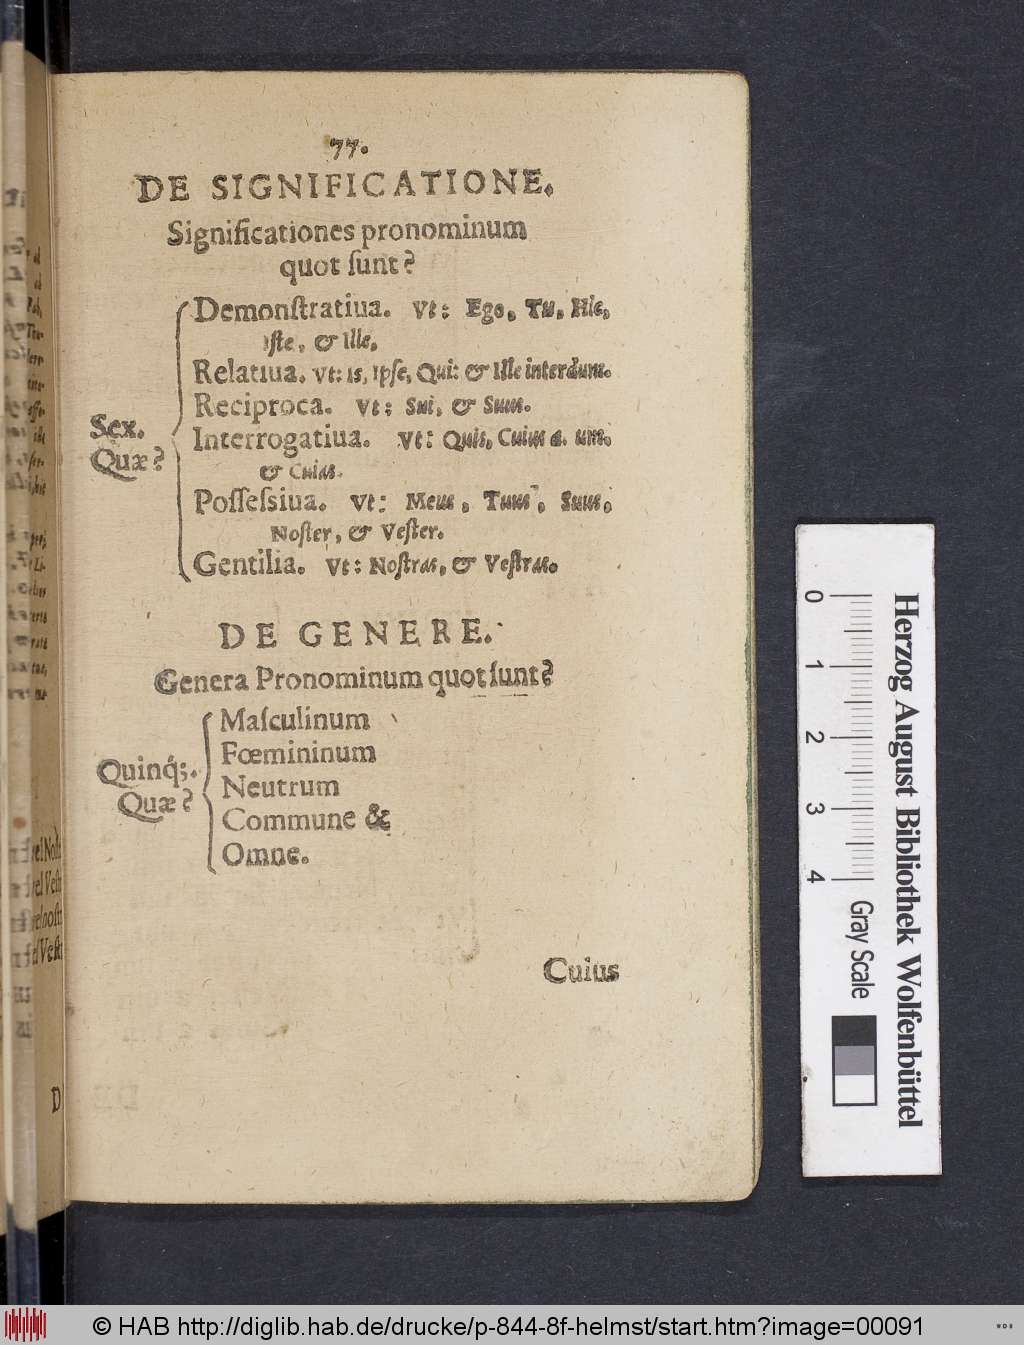 77.
DE SIGNIFICATIONE.
Significationes pronominum
quot ſunt?
Sex.
Quæ?
Demonſtratiua. Vt: Ego, Tu, Hic,
Iſte, & Ille.
Relatiua. Vt: Is, Ipſe, Qui: & Ille interdum.
Reciproca. Vt: Sui, & Suus.
Interrogatiua. Vt: Quis, Cuius a. um.
& Cuias.
Poſſeſsiua. Vt: Meus, Tuus, Suus,
Noſter, & Veſter.
Gentilia. Vt: Noſtras, & Veſtras.
DE GENERE.
Genera Pronominum quot ſunt?
Quinq́;.
Quæ?
Maſculinum
Fœmininum
Neutrum
Commune &
Omne.
Cuius
0 1 2 3 4
Gray Scale
Herzog August Bibliothek Wolfenbüttel
© HAB http://diglib.hab.de/drucke/p-844-8f-helmst/start.htm?image=00091